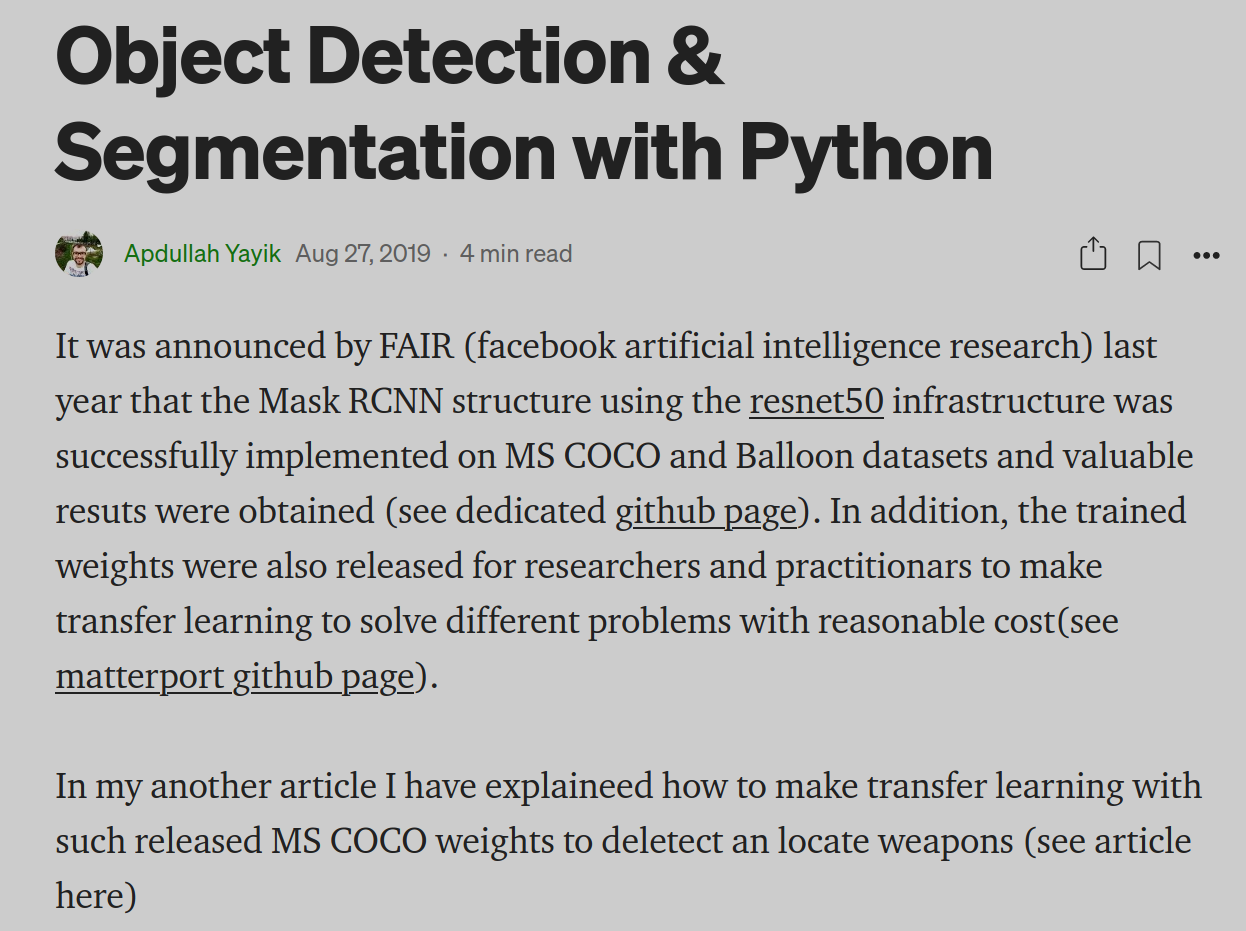 Object Detection &
Segmentation with Python
Apdullah Yayik Aug 27, 2019 · 4 min read
It was announced by FAIR (facebook artificial intelligence research) last
year that the Mask RCNN structure using the resnet50 infrastructure was
successfully implemented on MS COCO and Balloon datasets and valuable
resuts were obtained (see dedicated github page). In addition, the trained
weights were also released for researchers and practitionars to make
transfer learning to solve different problems with reasonable cost(see
matterport github page).
In my another article I have explaineed how to make transfer learning with
such released MS COCO weights to deletect an locate weapons (see article
here)